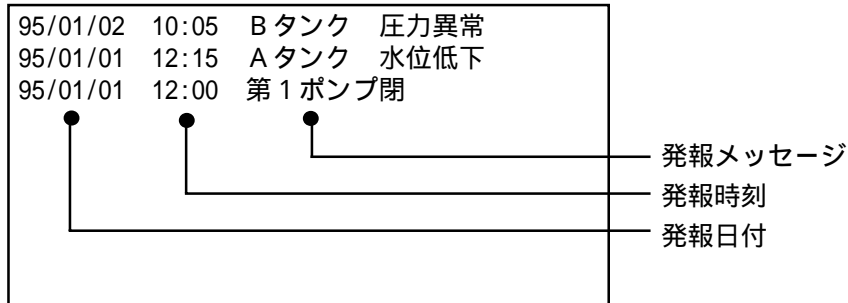 95/01/02 10:05 Bタンク 圧力異常
95/01/01 12:15 Aタンク 水位低下
95/01/01 12:00 第1ポンプ閉
発報メッセージ
発報時刻
発報日付